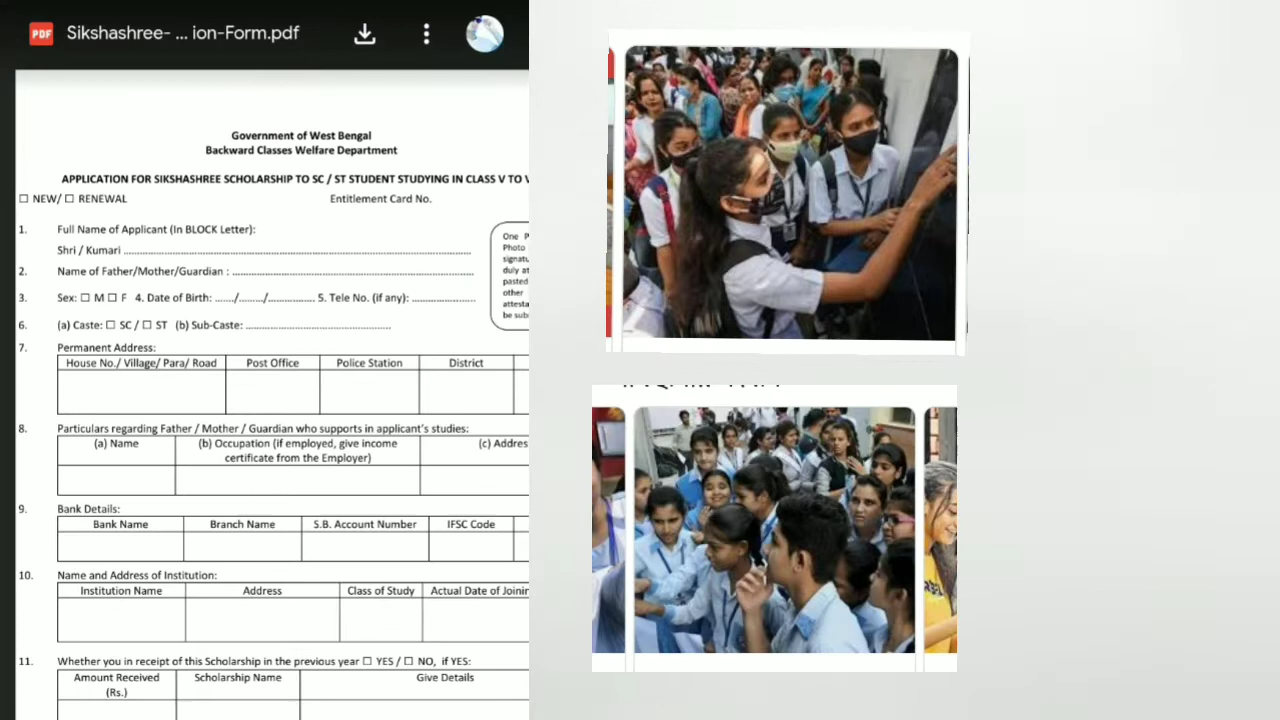 PDF Sikshashree- ... ion-Form.pdf
Government of West Bengal
Backward Classes Welfare Department
APPLICATION FOR SIKSHASHREE SCHOLARSHIP TO SC / ST STUDENT STUDYING IN CLASS V TO
☐ NEW/ ☐ RENEWAL Entitlement Card No.
1. Full Name of Applicant (In BLOCK Letter):
Shri / Kumari ..........................................................................................
2. Name of Father/Mother/Guardian : ................................................................
3. Sex: ☐ M ☐ F 4. Date of Birth: ....../......../............... 5. Tele No. (if any): ....................
One
Photo
signatu
duly at
pasted
other
attesta
be sub
6. (a) Caste: ☐ SC / ☐ ST (b) Sub-Caste: ..........................................
7. Permanent Address:
House No./ Village/ Para/ Road Post Office Police Station District
8. Particulars regarding Father / Mother / Guardian who supports in applicant's studies:
(a) Name (b) Occupation (if employed, give income (c) Addres
certificate from the Employer)
9. Bank Details:
Bank Name Branch Name S.B. Account Number IFSC Code
10. Name and Address of Institution:
Institution Name Address Class of Study Actual Date of Joinin
11. Whether you in receipt of this Scholarship in the previous year ☐ YES / ☐ NO, if YES:
Amount Received Scholarship Name Give Details
(Rs.)